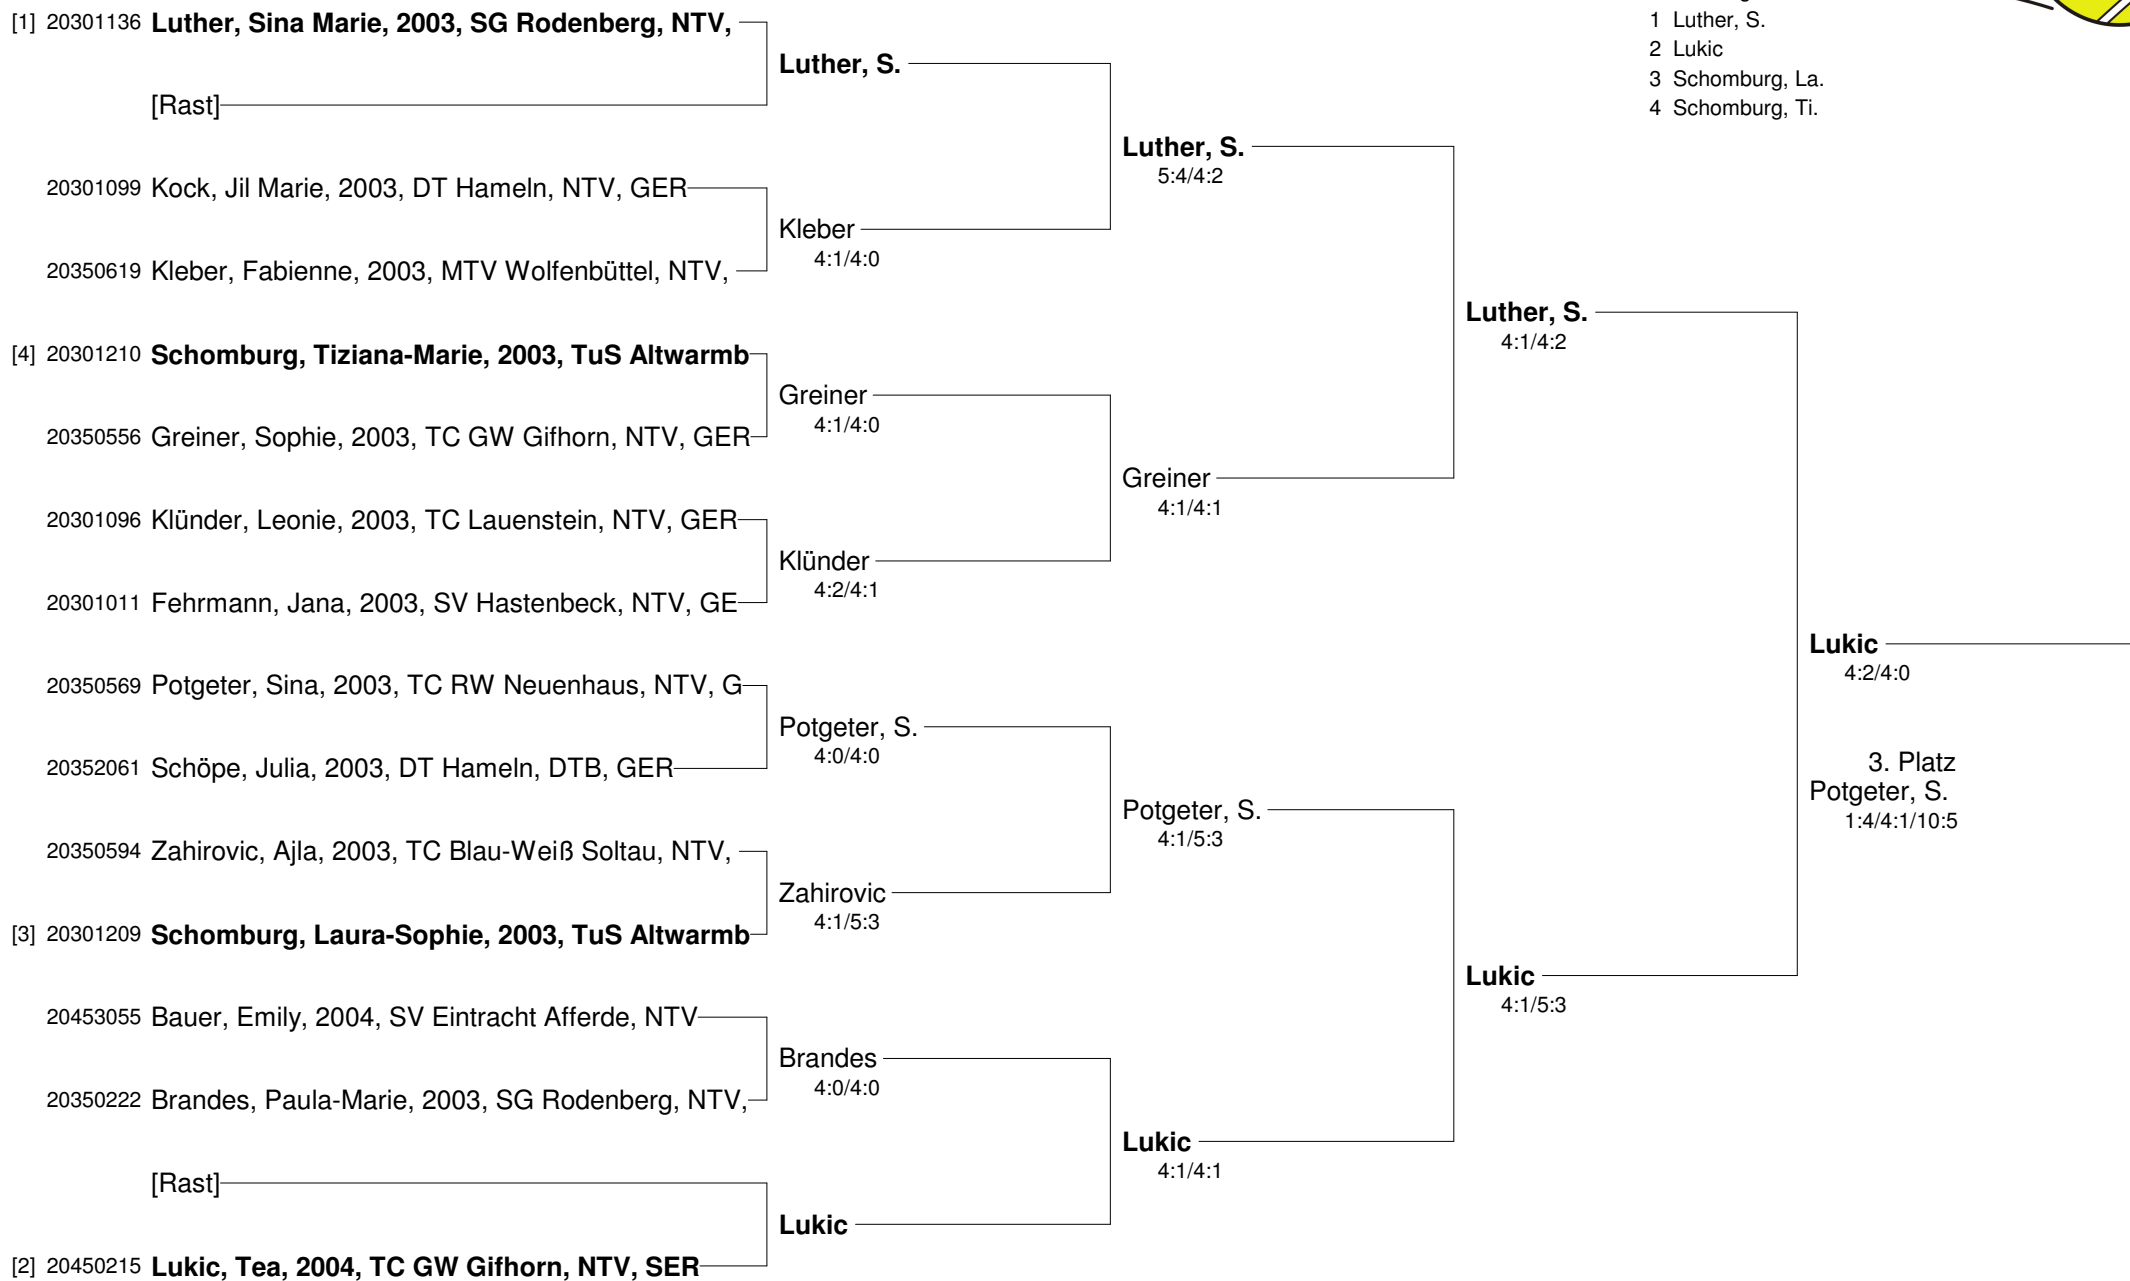 [1] 20301136 Luther, Sina Marie, 2003, SG Rodenberg, NTV,
[Rast]
20301099 Kock, Jil Marie, 2003, DT Hameln, NTV, GER
20350619 Kleber, Fabienne, 2003, MTV Wolfenbüttel, NTV,
[4] 20301210 Schomburg, Tiziana-Marie, 2003, TuS Altwarmb
20350556 Greiner, Sophie, 2003, TC GW Gifhorn, NTV, GER
20301096 Klünder, Leonie, 2003, TC Lauenstein, NTV, GER
20301011 Fehrmann, Jana, 2003, SV Hastenbeck, NTV, GE
20350569 Potgeter, Sina, 2003, TC RW Neuenhaus, NTV, G
20352061 Schöpe, Julia, 2003, DT Hameln, DTB, GER
20350594 Zahirovic, Ajla, 2003, TC Blau-Weiß Soltau, NTV,
[3] 20301209 Schomburg, Laura-Sophie, 2003, TuS Altwarmb
20453055 Bauer, Emily, 2004, SV Eintracht Afferde, NTV
20350222 Brandes, Paula-Marie, 2003, SG Rodenberg, NTV,
[Rast]
[2] 20450215 Lukic, Tea, 2004, TC GW Gifhorn, NTV, SER
Luther, S.
Kleber
4:1/4:0
Greiner
4:1/4:0
Klünder
4:2/4:1
Potgeter, S.
4:0/4:0
Zahirovic
4:1/5:3
Brandes
4:0/4:0
Lukic
Luther, S.
5:4/4:2
Greiner
4:1/4:1
Potgeter, S.
4:1/5:3
Lukic
4:1/4:1
Luther, S.
4:1/4:2
Lukic
4:1/5:3
Lukic
4:2/4:0
3. Platz
Potgeter, S.
1:4/4:1/10:5
1 Luther, S.
2 Lukic
3 Schomburg, La.
4 Schomburg, Ti.